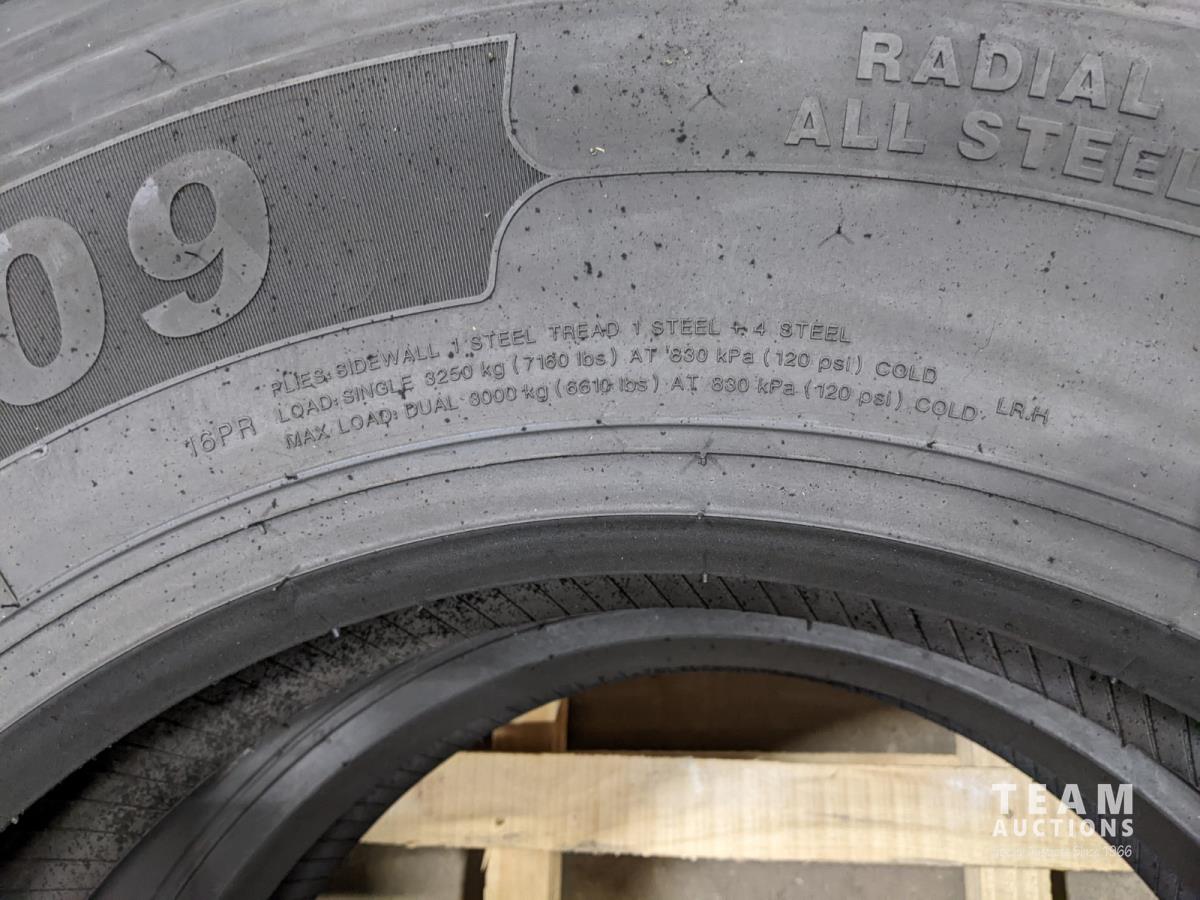 RADIAL
ALL STEEL
09
PLIES: SIDEWALL 1 STEEL TREAD 1 STEEL + 4 STEEL
LOAD: SINGLE 3250 kg (7160 lbs) AT 830 kPa (120 psi) COLD
MAX LOAD: DUAL 3000 kg (6610 lbs) AT 830 kPa (120 psi) COLD
16PR
LR.H
TEAM
AUCTIONS
Since 1966